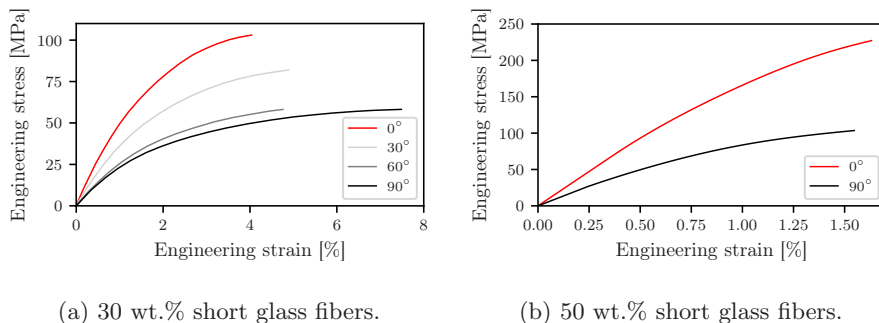 Engineering stress [MPa]
100
75
50
25
0
0 2 4 6 8
Engineering strain [%]
0°
30°
60°
90°
(a) 30 wt.% short glass fibers.
Engineering stress [MPa]
250
200
150
100
50
0
0.00 0.25 0.50 0.75 1.00 1.25 1.50
Engineering strain [%]
0°
90°
(b) 50 wt.% short glass fibers.